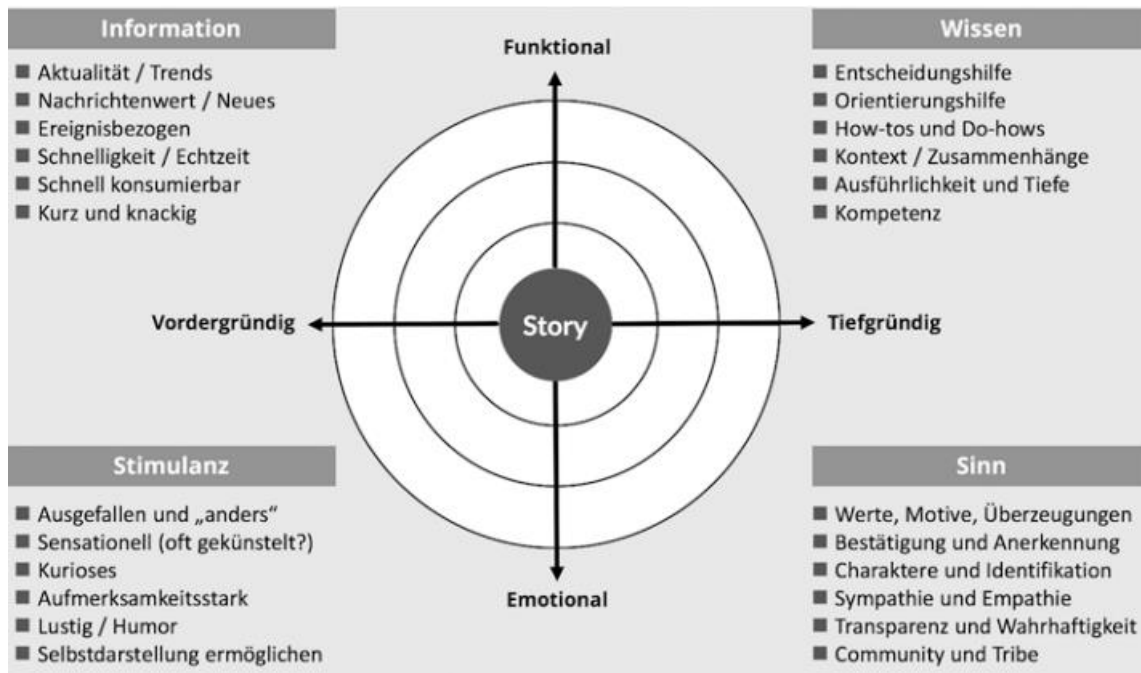 Information
■ Aktualität / Trends
■ Nachrichtenwert / Neues
■ Ereignisbezogen
■ Schnelligkeit / Echtzeit
■ Schnell konsumierbar
■ Kurz und knackig
Funktional
Wissen
■ Entscheidungshilfe
■ Orientierungshilfe
■ How-tos und Do-hows
■ Kontext / Zusammenhänge
■ Ausführlichkeit und Tiefe
■ Kompetenz
Vordergründig
Story
Tiefgründig
Stimulanz
■ Ausgefallen und „anders“
■ Sensationell (oft gekünstelt?)
■ Kurioses
■ Aufmerksamkeitsstark
■ Lustig / Humor
■ Selbstdarstellung ermöglichen
Emotional
Sinn
■ Werte, Motive, Überzeugungen
■ Bestätigung und Anerkennung
■ Charaktere und Identifikation
■ Sympathie und Empathie
■ Transparenz und Wahrhaftigkeit
■ Community und Tribe